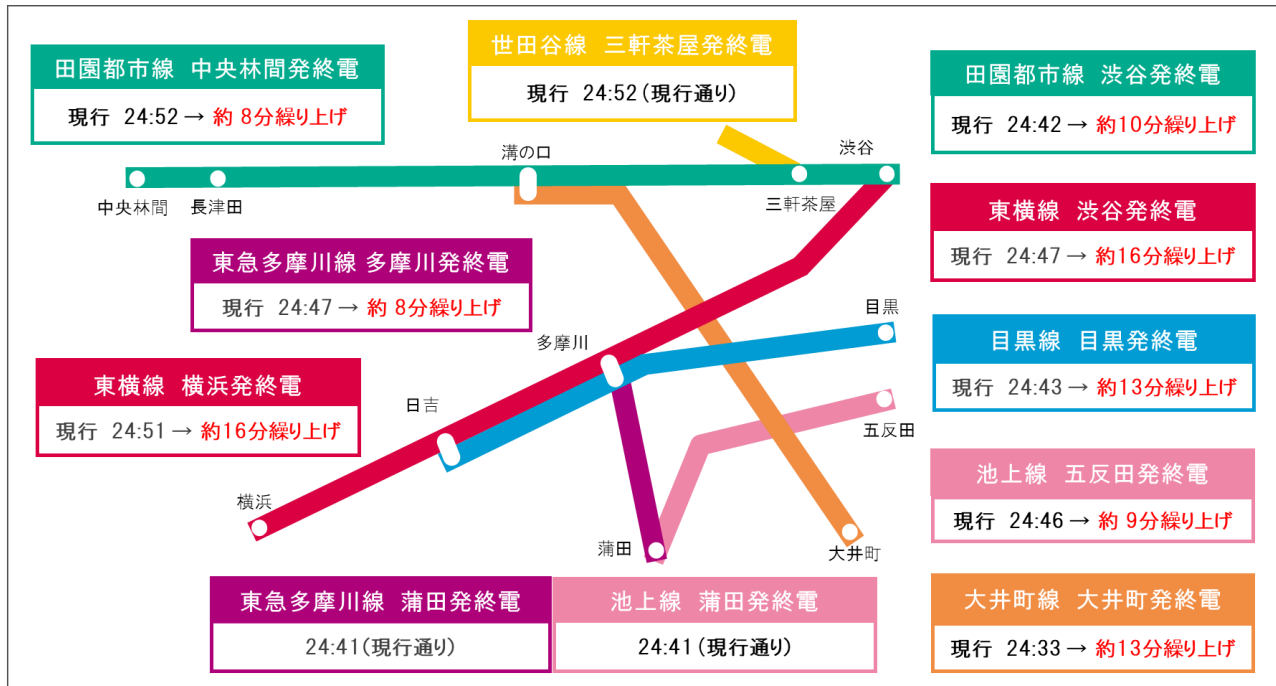 田園都市線 中央林間発終電
現行 24:52 → 約 8分繰り上げ
世田谷線 三軒茶屋発終電
現行 24:52 (現行通り)
田園都市線 渋谷発終電
現行 24:42 → 約10分繰り上げ
中央林間
長津田
溝の口
三軒茶屋
渋谷
東横線 渋谷発終電
現行 24:47 → 約16分繰り上げ
東急多摩川線 多摩川発終電
現行 24:47 → 約 8分繰り上げ
目黒
多摩川
目黒線 目黒発終電
現行 24:43 → 約13分繰り上げ
東横線 横浜発終電
現行 24:51 → 約16分繰り上げ
日吉
五反田
池上線 五反田発終電
現行 24:46 → 約 9分繰り上げ
横浜
蒲田
大井町
東急多摩川線 蒲田発終電
24:41(現行通り)
池上線 蒲田発終電
24:41 (現行通り)
大井町線 大井町発終電
現行 24:33 → 約13分繰り上げ